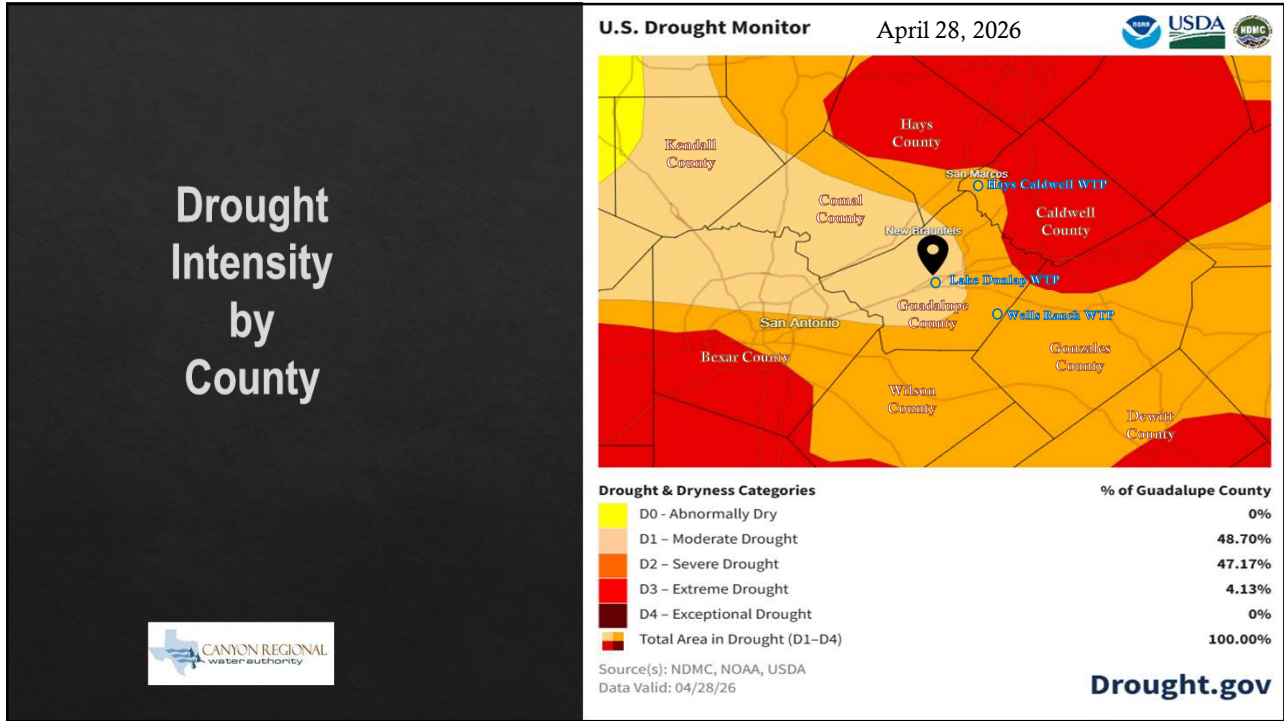 Drought
Intensity
by
County
CANYON REGIONAL
water authority
U.S. Drought Monitor
April 28, 2026
NOAA
USDA
NDMC
Kendall
County
Hays
County
San Marcos
Hays Caldwell WTP
Comal
County
Caldwell
County
New Braunfels
Lake Dunlap WTP
Guadalupe
County
Wells Ranch WTP
San Antonio
Bexar County
Gonzales
County
Wilson
County
Dewitt
County
Drought & Dryness Categories % of Guadalupe County
D0 - Abnormally Dry 0%
D1 – Moderate Drought 48.70%
D2 – Severe Drought 47.17%
D3 – Extreme Drought 4.13%
D4 – Exceptional Drought 0%
Total Area in Drought (D1–D4) 100.00%
Source(s): NDMC, NOAA, USDA
Data Valid: 04/28/26
Drought.gov